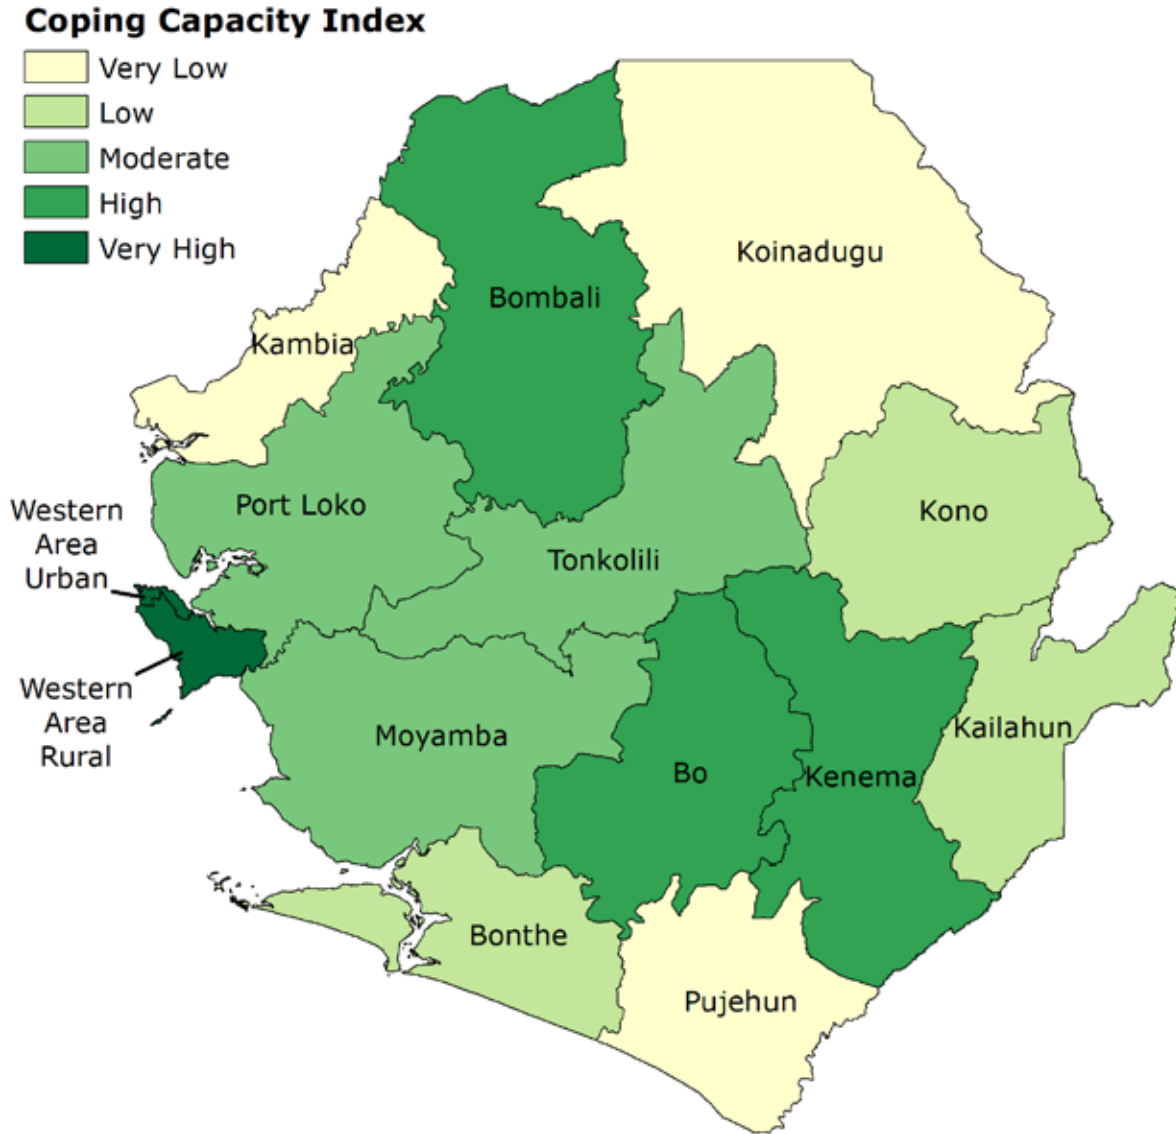 Coping Capacity Index
Very Low
Low
Moderate
High
Very High
Koinadugu
Bombali
Kambia
Port Loko
Kono
Western
Area
Urban
Tonkolili
Western
Area
Rural
Moyamba
Kailahun
Bo
Kenema
Bonthe
Pujehun